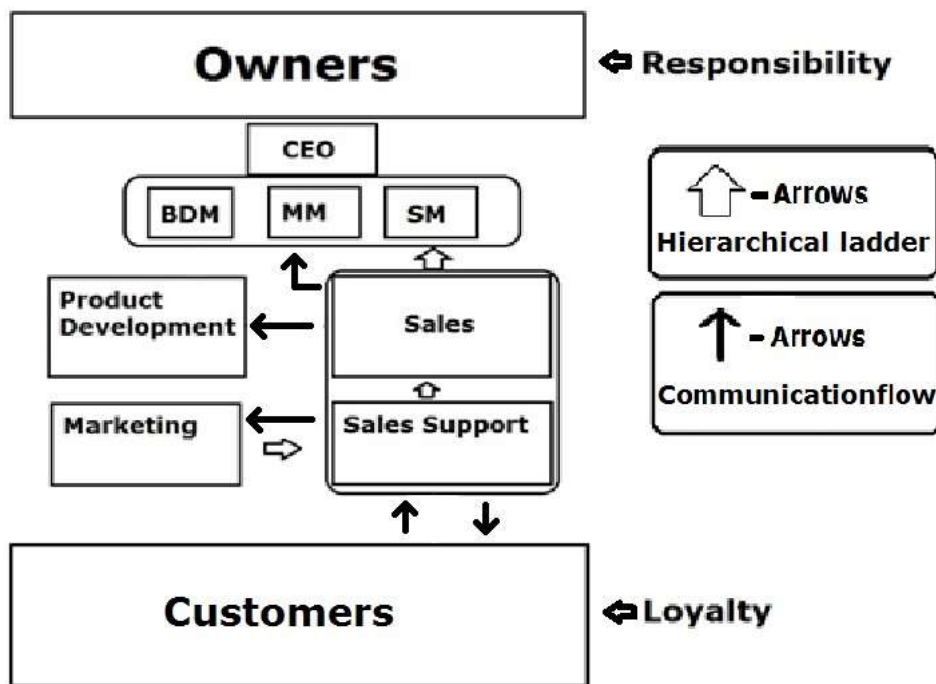 Owners
Responsibility
CEO
BDM
MM
SM
- Arrows
Hierarchical ladder
Product
Development
Sales
- Arrows
Communicationflow
Marketing
Sales Support
Customers
Loyalty